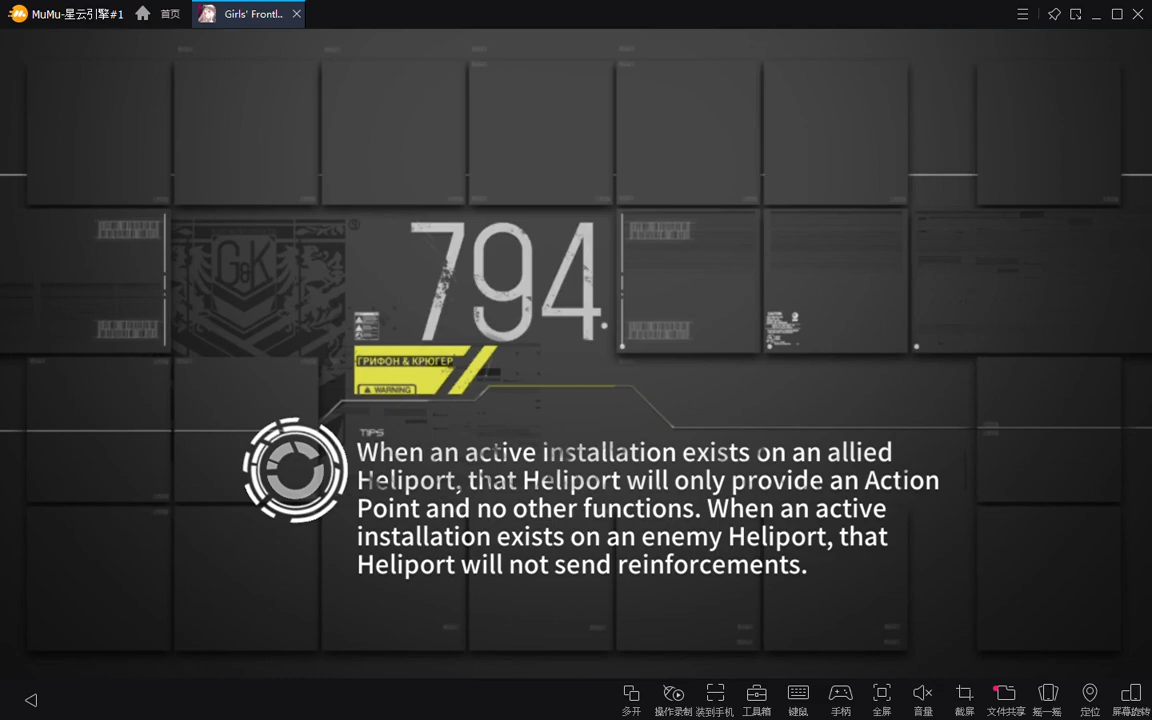 MuMu-星云引擎#1
首页
Girls' Frontl..
G&K
794.
ГРИФОН & КРЮГЕР
WARNING
TIPS
When an active installation exists on an allied
Heliport, that Heliport will only provide an Action
Point and no other functions. When an active
installation exists on an enemy Heliport, that
Heliport will not send reinforcements.
多开
操作录制
装到手机
工具箱
键鼠
手柄
全屏
音量
截屏
文件共享
摇一摇
定位
屏幕旋转